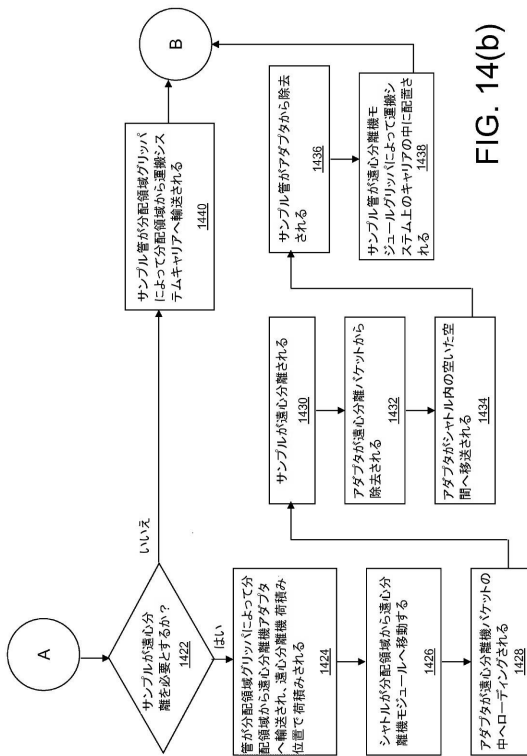 A
サンプルが遠心分
離を必要とするか?
1422
いいえ
はい
管が分配領域グリッパによって分
配領域から遠心分離機アダプタ
へ輸送され、遠心分離機 荷積み
位置で荷積みされる
1424
シャトルが分配領域から遠心分
離機モジュールへ移動する
1426
アダプタが遠心分離機バケットの
中へローディングされる
1428
サンプルが遠心分離される
1430
アダプタが遠心分離バケットから
除去される
1432
アダプタがシャトル内の空いた空
間へ移送される
1434
サンプル管がアダプタから除去
される
1436
サンプル管が遠心分離機モ
ジュールグリッパによって運搬シ
ステム上のキャリアの中に配置さ
れる
1438
サンプル管が分配領域グリッパ
によって分配領域から運搬シス
テムキャリアへ輸送される
1440
B
FIG. 14(b)